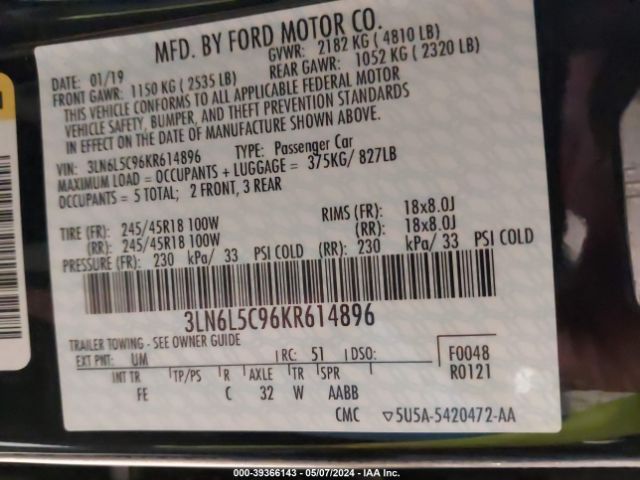 MFD. BY FORD MOTOR CO.
DATE: 01/19 GVWR: 2182 KG ( 4810 LB)
FRONT GAWR: 1150 KG ( 2535 LB) REAR GAWR: 1052 KG ( 2320 LB)
THIS VEHICLE CONFORMS TO ALL APPLICABLE FEDERAL MOTOR
VEHICLE SAFETY, BUMPER, AND THEFT PREVENTION STANDARDS
IN EFFECT ON THE DATE OF MANUFACTURE SHOWN ABOVE.
VIN: 3LN6L5C96KR614896 TYPE: Passenger Car
MAXIMUM LOAD = OCCUPANTS + LUGGAGE = 375KG/ 827LB
OCCUPANTS = 5 TOTAL; 2 FRONT, 3 REAR
TIRE (FR): 245/45R18 100W RIMS (FR): 18x8.0J
(RR): 245/45R18 100W (RR): 18x8.0J
PRESSURE (FR): 230 kPa/ 33 PSI COLD (RR): 230 kPa/ 33 PSI COLD
3LN6L5C96KR614896
TRAILER TOWING - SEE OWNER GUIDE
EXT PNT: UM RC: 51 DSO: F0048
INT TR TP/PS R AXLE TR SPR R0121
FE C 32 W AABB
CMC ▽5U5A-5420472-AA
000-39366143 - 05/07/2024 - IAA Inc.